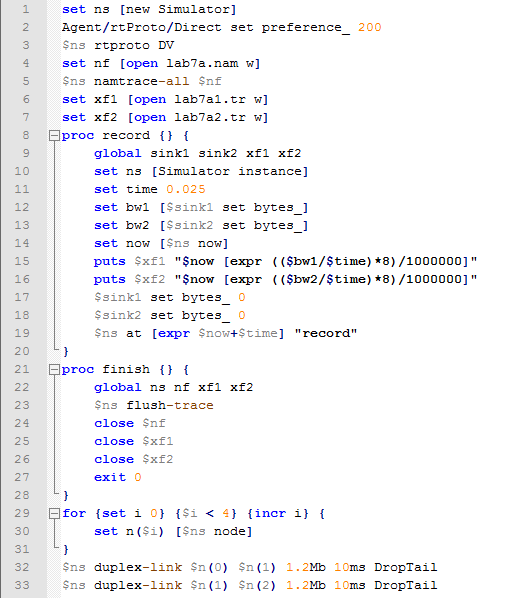 1 set ns [new Simulator]
2 Agent/rtProto/Direct set preference_ 200
3 $ns rtproto DV
4 set nf [open lab7a.nam w]
5 $ns namtrace-all $nf
6 set xf1 [open lab7a1.tr w]
7 set xf2 [open lab7a2.tr w]
8 proc record {} {
9 global sink1 sink2 xf1 xf2
10 set ns [Simulator instance]
11 set time 0.025
12 set bw1 [$sink1 set bytes_]
13 set bw2 [$sink2 set bytes_]
14 set now [$ns now]
15 puts $xf1 "$now [expr (($bw1/$time)*8)/1000000]"
16 puts $xf2 "$now [expr (($bw2/$time)*8)/1000000]"
17 $sink1 set bytes_ 0
18 $sink2 set bytes_ 0
19 $ns at [expr $now+$time] "record"
20 }
21 proc finish {} {
22 global ns nf xf1 xf2
23 $ns flush-trace
24 close $nf
25 close $xf1
26 close $xf2
27 exit 0
28 }
29 for {set i 0} {$i < 4} {incr i} {
30 set n($i) [$ns node]
31 }
32 $ns duplex-link $n(0) $n(1) 1.2Mb 10ms DropTail
33 $ns duplex-link $n(1) $n(2) 1.2Mb 10ms DropTail